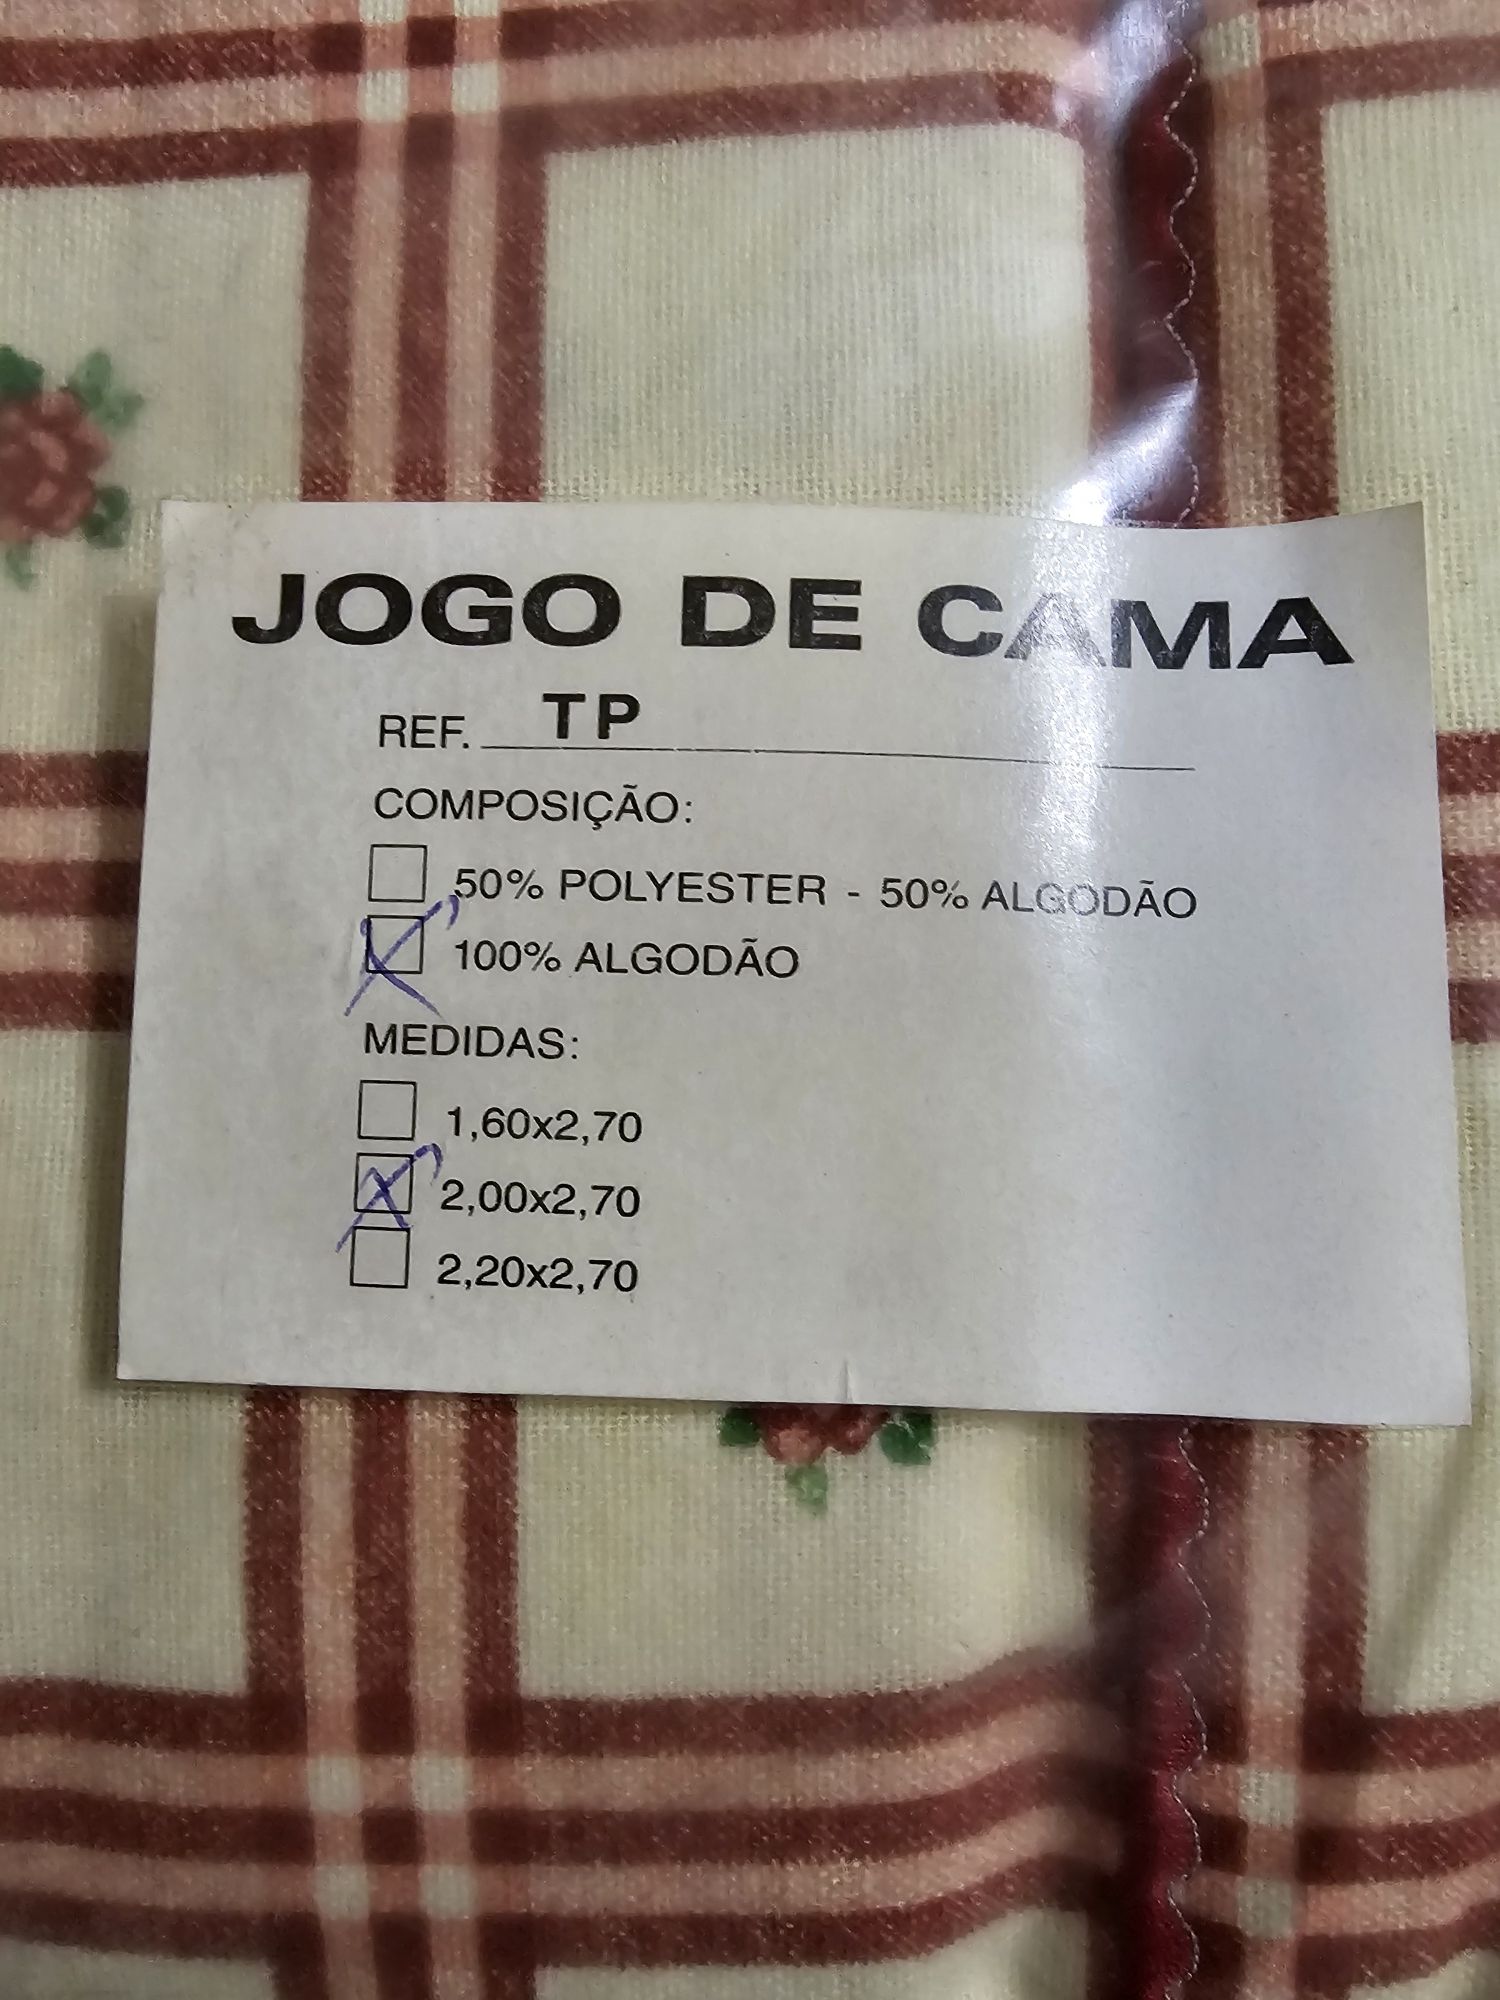 JOGO DE CAMA
REF. TP
COMPOSIÇÃO:
50% POLYESTER - 50% ALGODÃO
100% ALGODÃO
MEDIDAS:
1,60x2,70
2,00x2,70
2,20x2,70